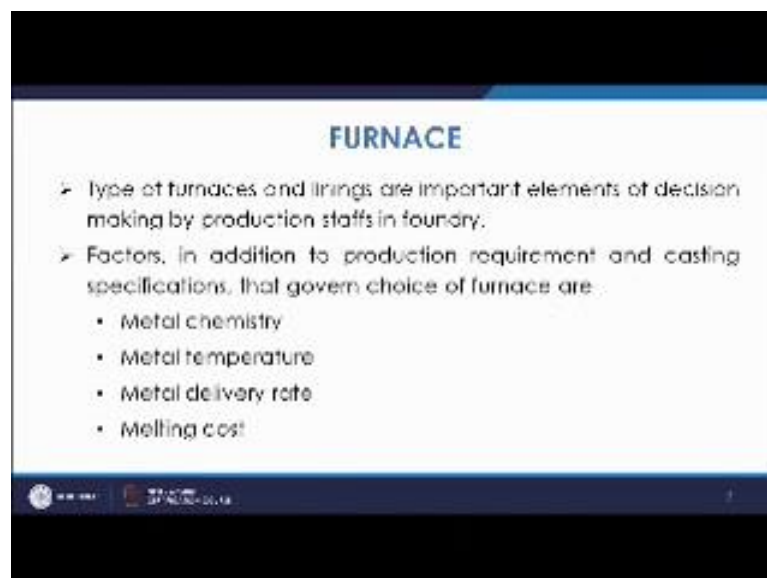 FURNACE
➢ Type of furnaces and linings are important elements of decision
making by production staffs in foundry.
➢ Factors, in addition to production requirement and casting
specifications, that govern choice of furnace are
• Metal chemistry
• Metal temperature
• Metal delivery rate
• Melting cost